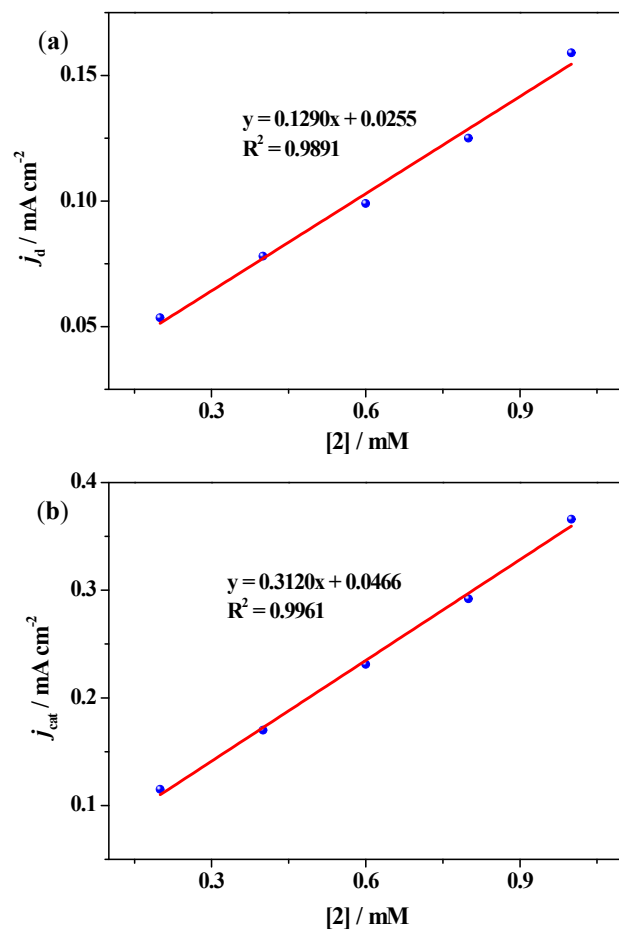 (a)
0.15
y = 0.1290x + 0.0255
R² = 0.9891
0.10
j_d / mA cm⁻²
0.05
0.3 0.6 0.9
[2] / mM
0.4
(b)
y = 0.3120x + 0.0466
0.3
R² = 0.9961
j_cat / mA cm⁻²
0.2
0.1
0.3 0.6 0.9
[2] / mM